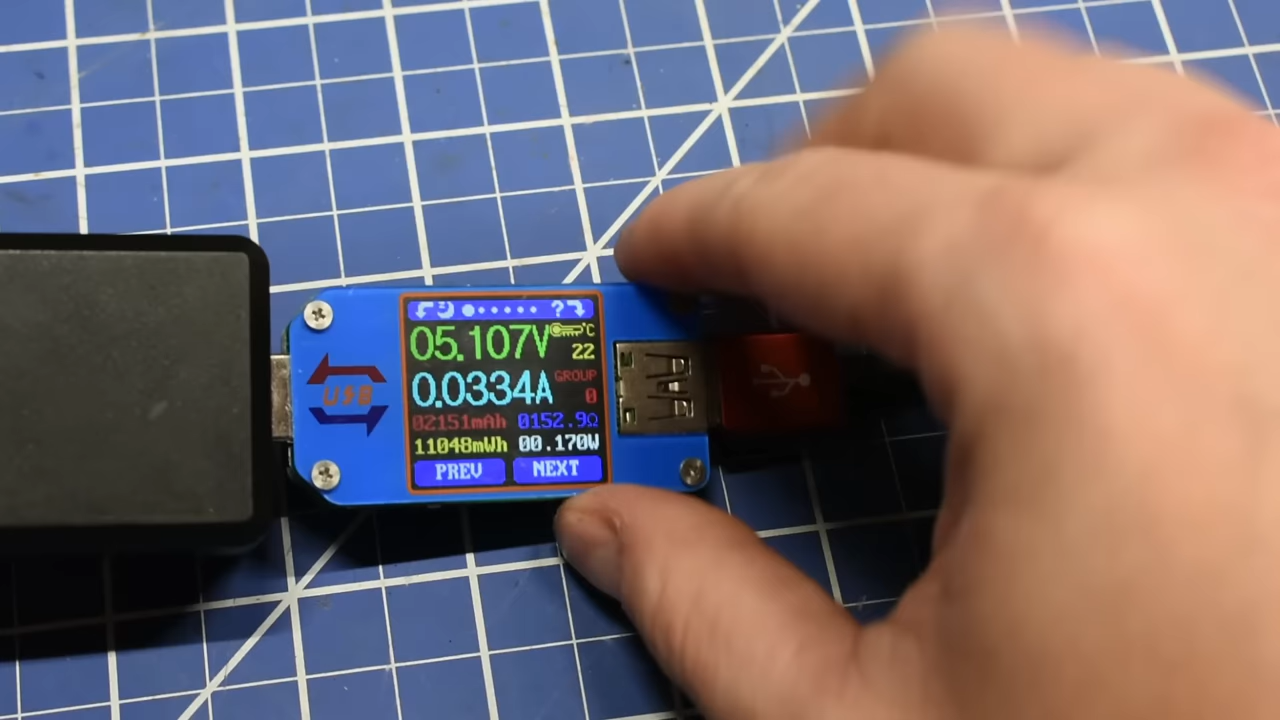 ?
05.107V °C
22
0.0334A GROUP
0
02151mAh 0152.9Ω
11048mWh 00.170W
PREV NEXT
USB